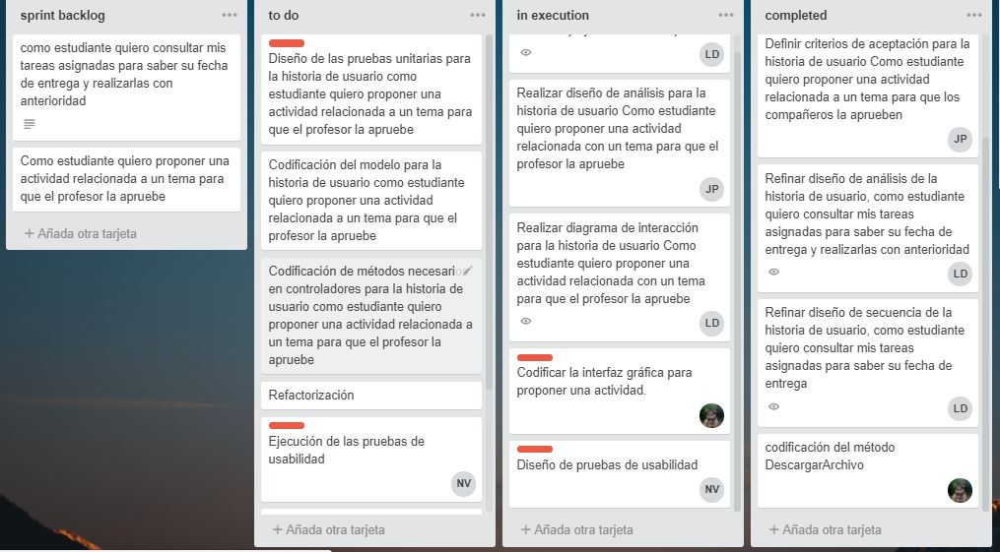 sprint backlog
como estudiante quiero consultar mis
tareas asignadas para saber su fecha
de entrega y realizarlas con
anterioridad
Como estudiante quiero proponer una
actividad relacionada a un tema para
que el profesor la apruebe
+ Añada otra tarjeta
to do
Diseño de las pruebas unitarias para
la historia de usuario como
estudiante quiero proponer una
actividad relacionada a un tema para
que el profesor la apruebe
Codificación del modelo para la
historia de usuario como estudiante
quiero proponer una actividad
relacionada a un tema para que el
profesor la apruebe
Codificación de métodos necesarios
en controladores para la historia de
usuario como estudiante quiero
proponer una actividad relacionada a
un tema para que el profesor la
apruebe
Refactorización
Ejecución de las pruebas de
usabilidad
NV
+ Añada otra tarjeta
in execution
LD
Realizar diseño de análisis para la
historia de usuario Como estudiante
quiero proponer una actividad
relacionada con un tema para que el
profesor la apruebe
JP
Realizar diagrama de interacción
para la historia de usuario Como
estudiante quiero proponer una
actividad relacionada con un tema
para que el profesor la apruebe
LD
Codificar la interfaz gráfica para
proponer una actividad.
Diseño de pruebas de usabilidad
NV
+ Añada otra tarjeta
completed
Definir criterios de aceptación para la
historia de usuario Como estudiante
quiero proponer una actividad
relacionada a un tema para que los
compañeros la aprueben
JP
Refinar diseño de análisis de la
historia de usuario, como estudiante
quiero consultar mis tareas
asignadas para saber su fecha de
entrega y realizarlas con anterioridad
LD
Refinar diseño de secuencia de la
historia de usuario, como estudiante
quiero consultar mis tareas
asignadas para saber su fecha de
entrega
LD
codificación del método
DescargarArchivo
+ Añada otra tarjeta